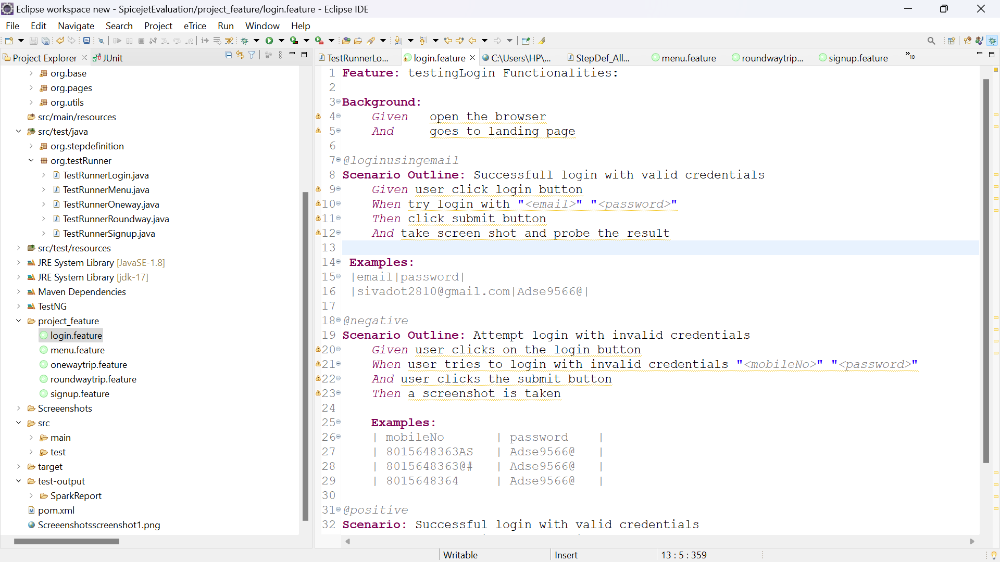 Eclipse workspace new - SpicejetEvaluation/project_feature/login.feature - Eclipse IDE
File Edit Navigate Search Project eTrice Run Window Help
Project Explorer JUnit
TestRunnerLo... login.feature C:\Users\HP\... StepDef_All... menu.feature roundwaytrip... signup.feature »10
org.base
org.pages
org.utils
src/main/resources
src/test/java
org.stepdefinition
org.testRunner
TestRunnerLogin.java
TestRunnerMenu.java
TestRunnerOneway.java
TestRunnerRoundway.java
TestRunnerSignup.java
src/test/resources
JRE System Library [JavaSE-1.8]
JRE System Library [jdk-17]
Maven Dependencies
TestNG
project_feature
login.feature
menu.feature
onewaytrip.feature
roundwaytrip.feature
signup.feature
Screeenshots
src
main
test
target
test-output
SparkReport
pom.xml
Screeenshotsscreenshot1.png
1 Feature: testingLogin Functionalities:
2
3 Background:
4 Given open the browser
5 And goes to landing page
6
7 @loginusingemail
8 Scenario Outline: Successfull login with valid credentials
9 Given user click login button
10 When try login with "<email>" "<password>"
11 Then click submit button
12 And take screen shot and probe the result
13
14 Examples:
15 |email|password|
16 |sivadot2810@gmail.com|Adse9566@|
17
18 @negative
19 Scenario Outline: Attempt login with invalid credentials
20 Given user clicks on the login button
21 When user tries to login with invalid credentials "<mobileNo>" "<password>"
22 And user clicks the submit button
23 Then a screenshot is taken
24
25 Examples:
26 | mobileNo | password |
27 | 8015648363AS | Adse9566@ |
28 | 8015648363@# | Adse9566@ |
29 | 8015648364 | Adse9566@ |
30
31 @positive
32 Scenario: Successful login with valid credentials
Writable Insert 13 : 5 : 359